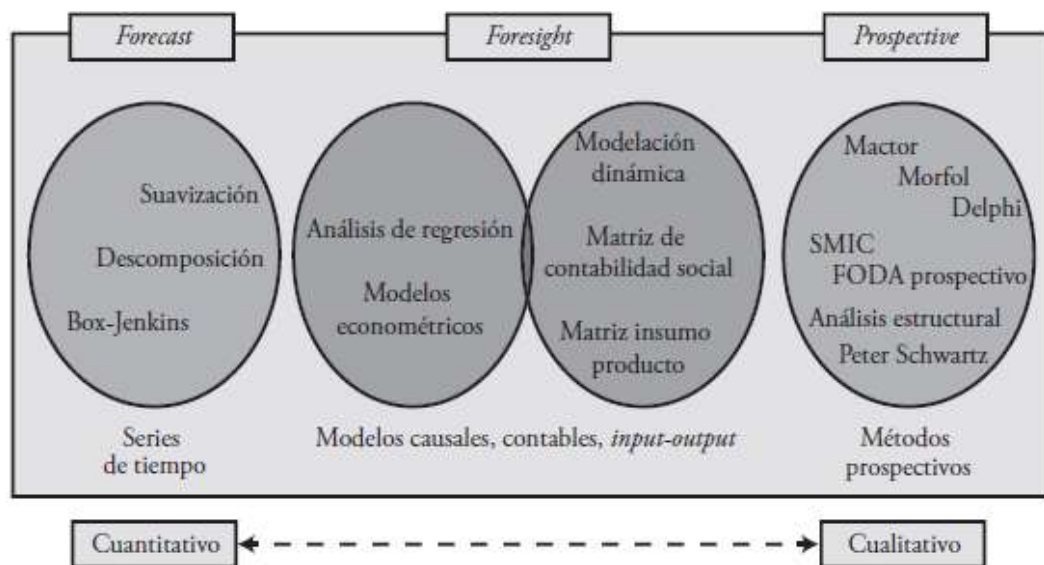 Forecast
Foresight
Prospective
Suavización
Descomposición
Box-Jenkins
Análisis de regresión
Modelos
econométricos
Modelación
dinámica
Matriz de
contabilidad social
Matriz insumo
producto
Mactor
Morfol
Delphi
SMIC
FODA prospectivo
Análisis estructural
Peter Schwartz
Series
de tiempo
Modelos causales, contables, input-output
Métodos
prospectivos
Cuantitativo
Cualitativo